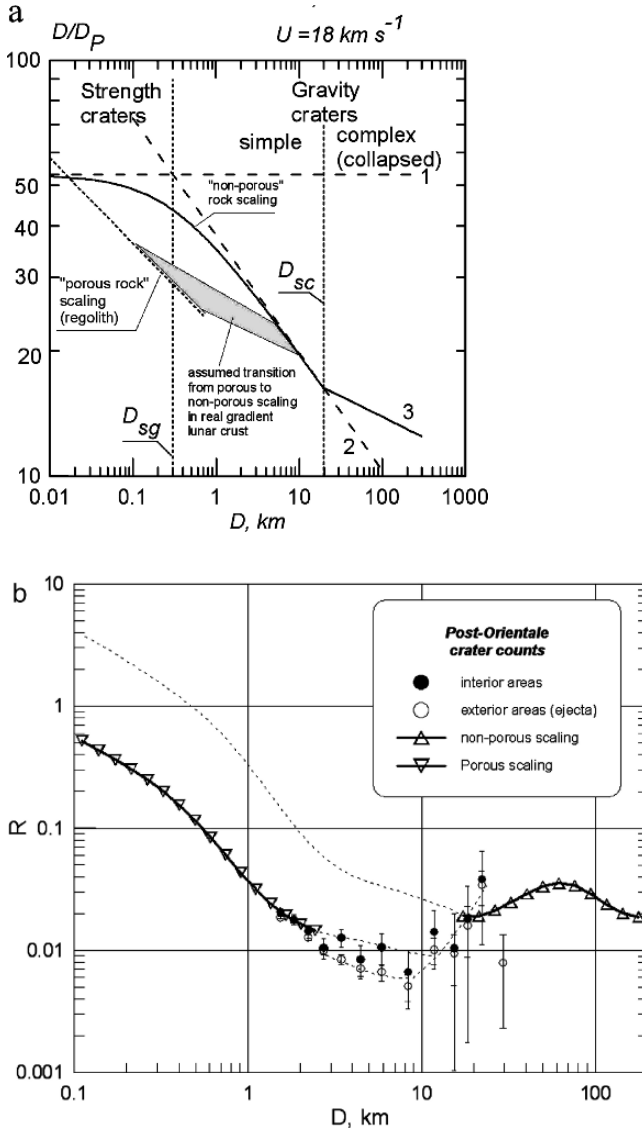 a
D/D_P
U = 18 km s⁻¹
100
50
30
20
10
Strength
craters
Gravity
craters
simple
complex
(collapsed)
1
"non-porous"
rock scaling
D_sc
"porous rock"
scaling
(regolith)
assumed transition
from porous to
non-porous scaling
in real gradient
lunar crust
D_sg
3
2
0.01 0.1 1 10 100 1000
D, km
b
10
1
0.1
0.01
0.001
R
Post-Orientale
crater counts
interior areas
exterior areas (ejecta)
non-porous scaling
Porous scaling
0.1 1 10 100
D, km